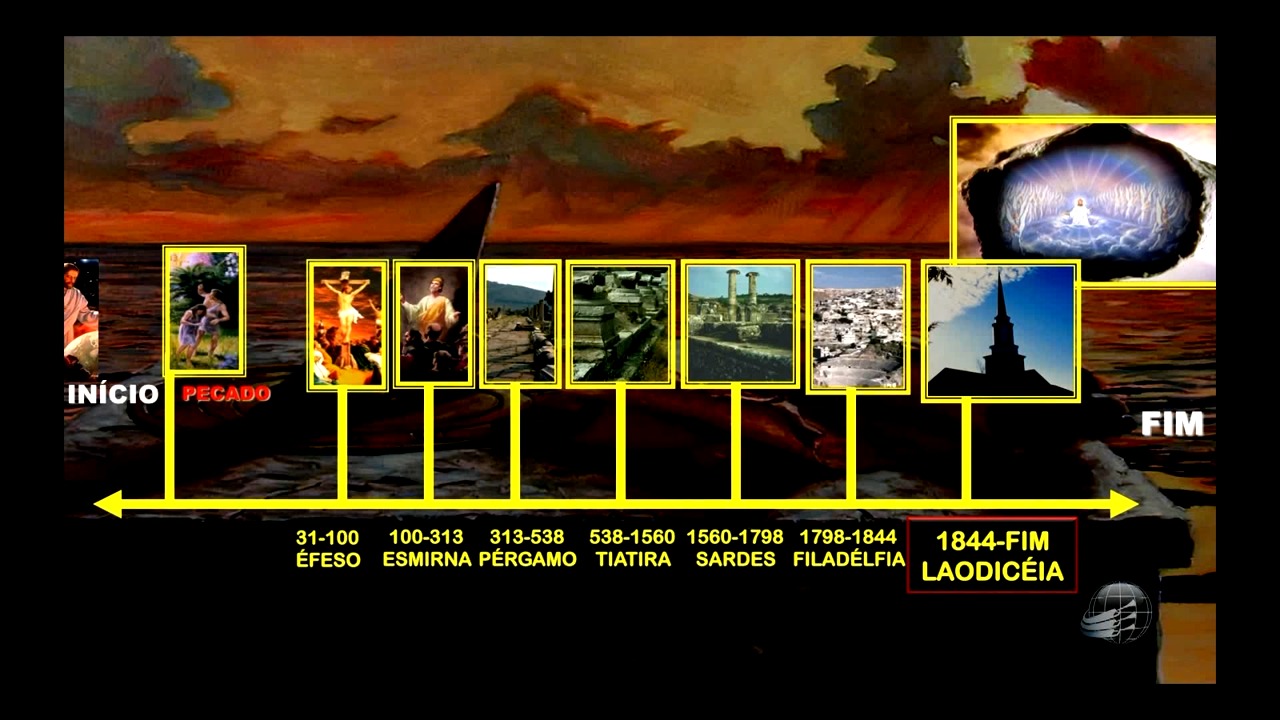 INÍCIO
PECADO
FIM
31-100
ÉFESO
100-313
ESMIRNA
313-538
PÉRGAMO
538-1560
TIATIRA
1560-1798
SARDES
1798-1844
FILADÉLFIA
1844-FIM
LAODICÉIA